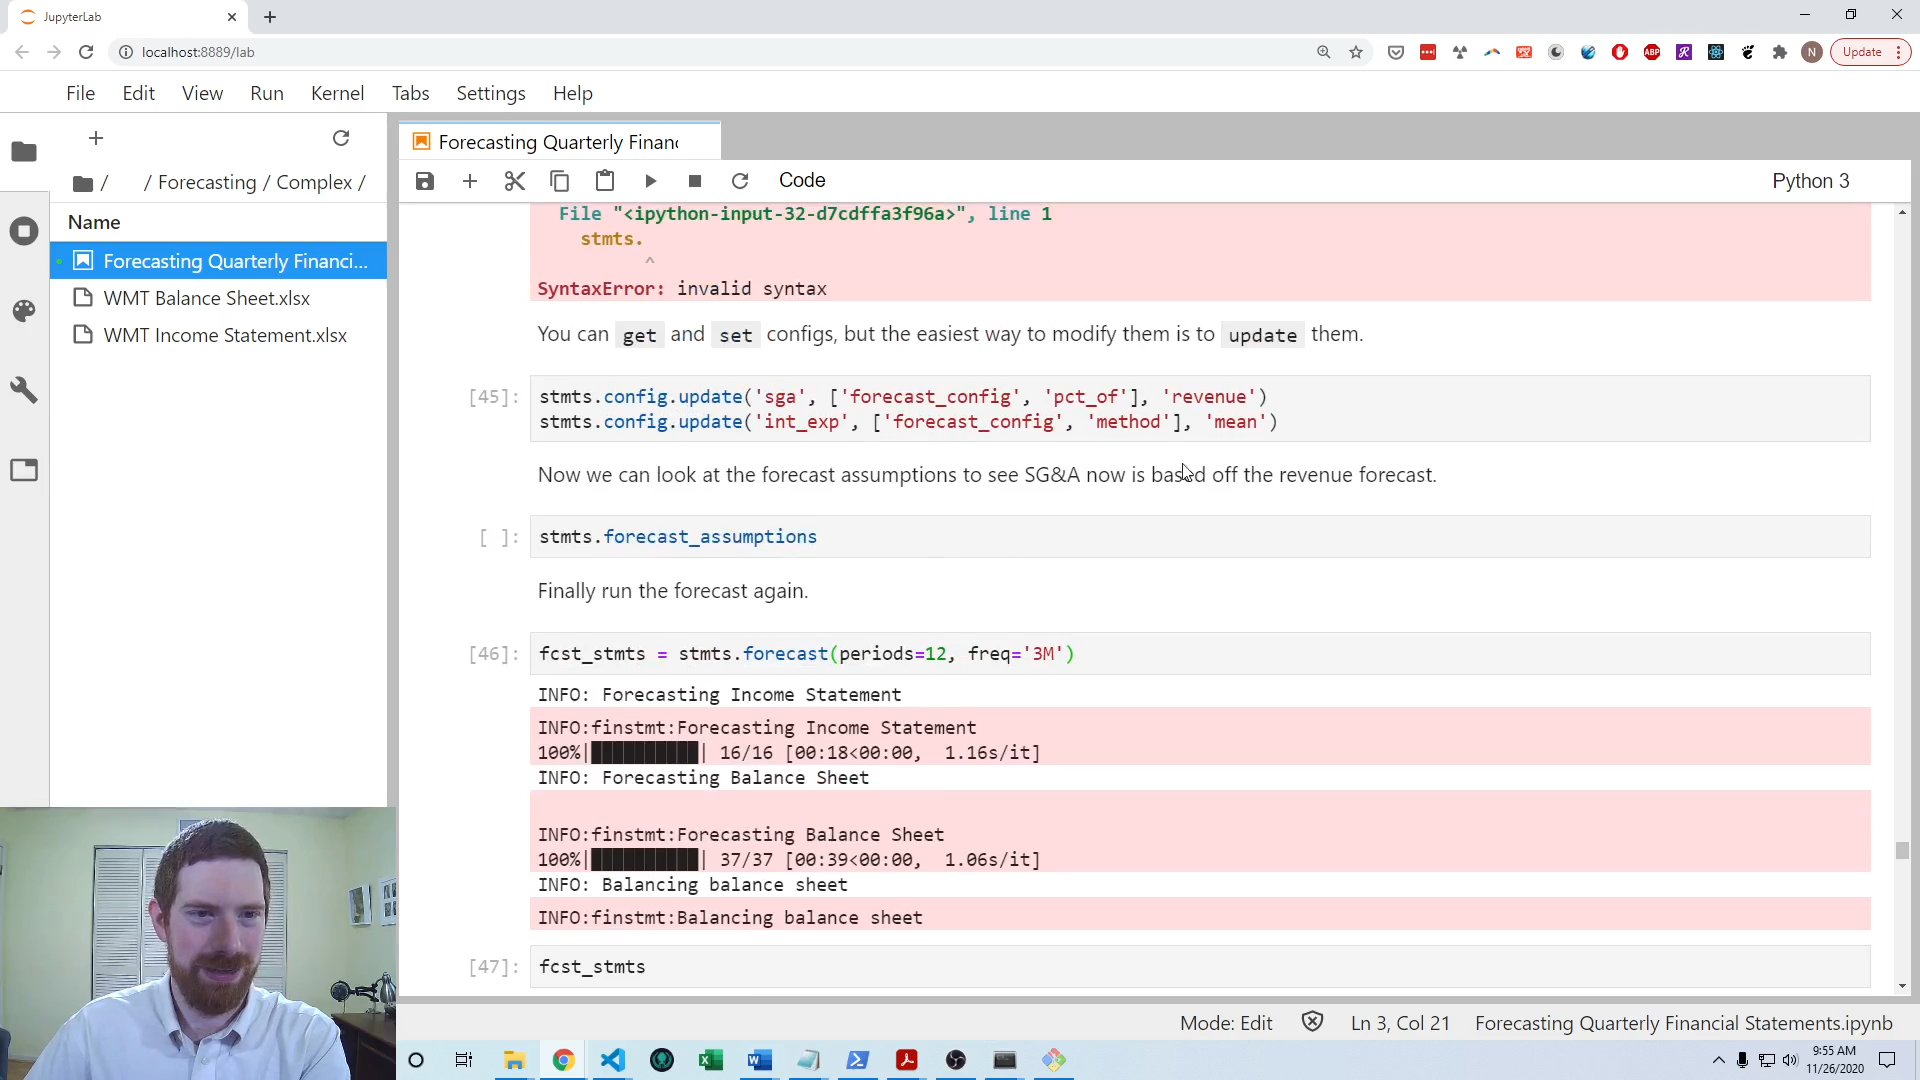 JupyterLab
localhost:8889/lab
ABP
N
Update
File Edit View Run Kernel Tabs Settings Help
Forecasting Quarterly Financ
/ / Forecasting / Complex /
Code
Python 3
Name
Forecasting Quarterly Financi...
WMT Balance Sheet.xlsx
WMT Income Statement.xlsx
File "<ipython-input-32-d7cdffa3f96a>", line 1
stmts.
^
SyntaxError: invalid syntax
You can get and set configs, but the easiest way to modify them is to update them.
[45]: stmts.config.update('sga', ['forecast_config', 'pct_of'], 'revenue')
stmts.config.update('int_exp', ['forecast_config', 'method'], 'mean')
Now we can look at the forecast assumptions to see SG&A now is based off the revenue forecast.
[ ]: stmts.forecast_assumptions
Finally run the forecast again.
[46]: fcst_stmts = stmts.forecast(periods=12, freq='3M')
INFO: Forecasting Income Statement
INFO:finstmt:Forecasting Income Statement
100%|██████████| 16/16 [00:18<00:00, 1.16s/it]
INFO: Forecasting Balance Sheet
INFO:finstmt:Forecasting Balance Sheet
100%|██████████| 37/37 [00:39<00:00, 1.06s/it]
INFO: Balancing balance sheet
INFO:finstmt:Balancing balance sheet
[47]: fcst_stmts
Mode: Edit Ln 3, Col 21 Forecasting Quarterly Financial Statements.ipynb
9:55 AM
11/26/2020